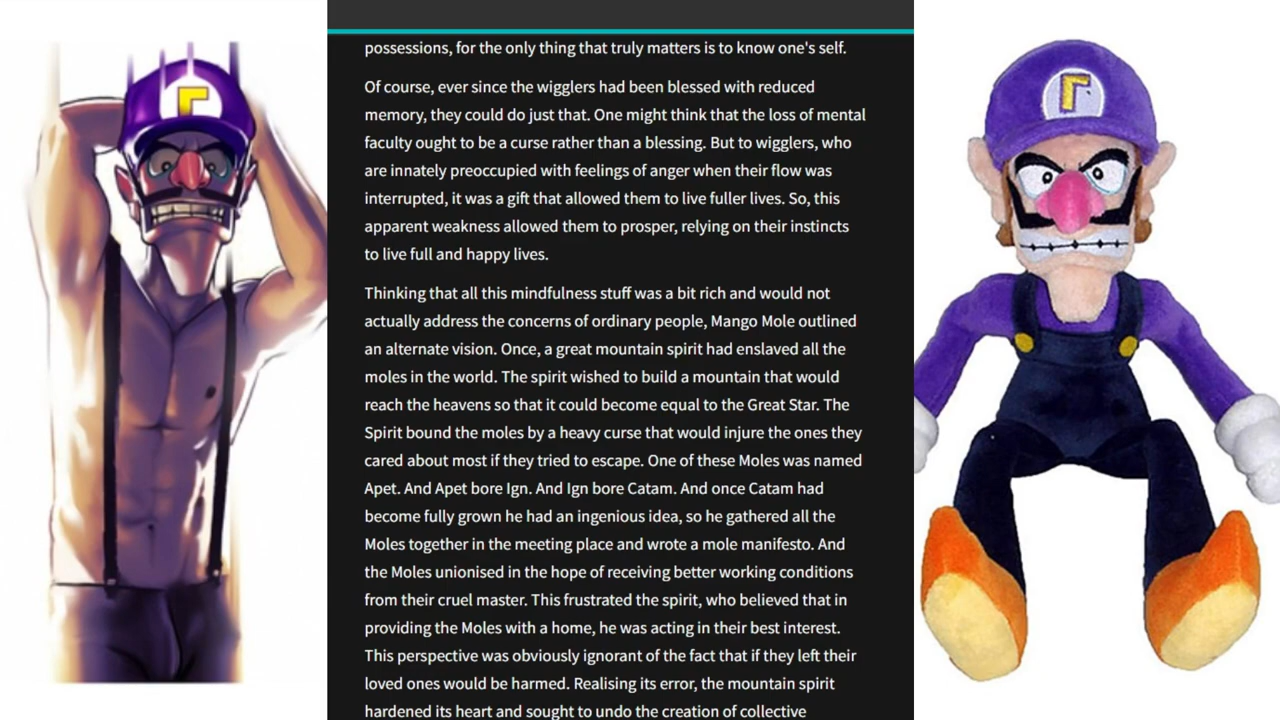 possessions, for the only thing that truly matters is to know one's self.
Of course, ever since the wigglers had been blessed with reduced
memory, they could do just that. One might think that the loss of mental
faculty ought to be a curse rather than a blessing. But to wigglers, who
are innately preoccupied with feelings of anger when their flow was
interrupted, it was a gift that allowed them to live fuller lives. So, this
apparent weakness allowed them to prosper, relying on their instincts
to live full and happy lives.
Thinking that all this mindfulness stuff was a bit rich and would not
actually address the concerns of ordinary people, Mango Mole outlined
an alternate vision. Once, a great mountain spirit had enslaved all the
moles in the world. The spirit wished to build a mountain that would
reach the heavens so that it could become equal to the Great Star. The
Spirit bound the moles by a heavy curse that would injure the ones they
cared about most if they tried to escape. One of these Moles was named
Apet. And Apet bore Ign. And Ign bore Catam. And once Catam had
become fully grown he had an ingenious idea, so he gathered all the
Moles together in the meeting place and wrote a mole manifesto. And
the Moles unionised in the hope of receiving better working conditions
from their cruel master. This frustrated the spirit, who believed that in
providing the Moles with a home, he was acting in their best interest.
This perspective was obviously ignorant of the fact that if they left their
loved ones would be harmed. Realising its error, the mountain spirit
hardened its heart and sought to undo the creation of collective